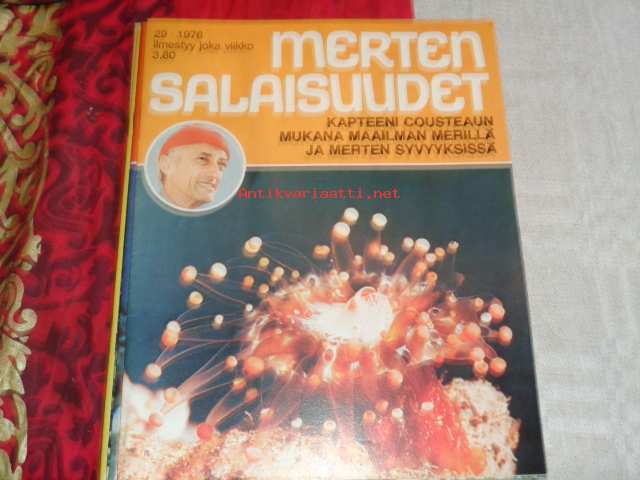 29 1976
ilmestyy joka viikko
3,80
MERTEN
SALAISUUDET
KAPTEENI COUSTEAUN
MUKANA MAAILMAN MERILLÄ
JA MERTEN SYVYYKSISSÄ
Antikvariaatti.net